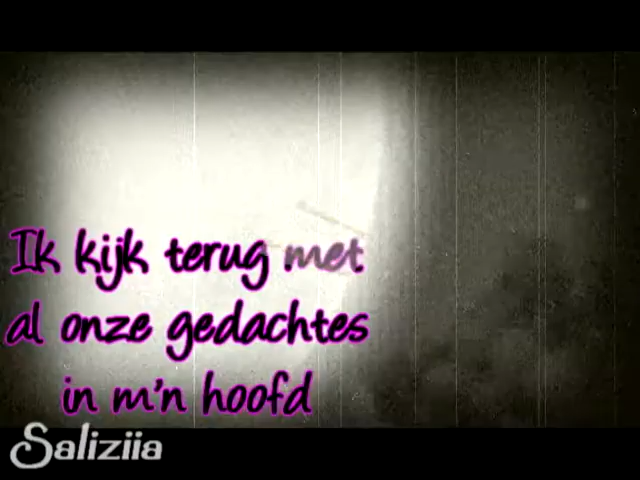 Ik kijk terug met
al onze gedachtes
in m'n hoofd
Saliziia